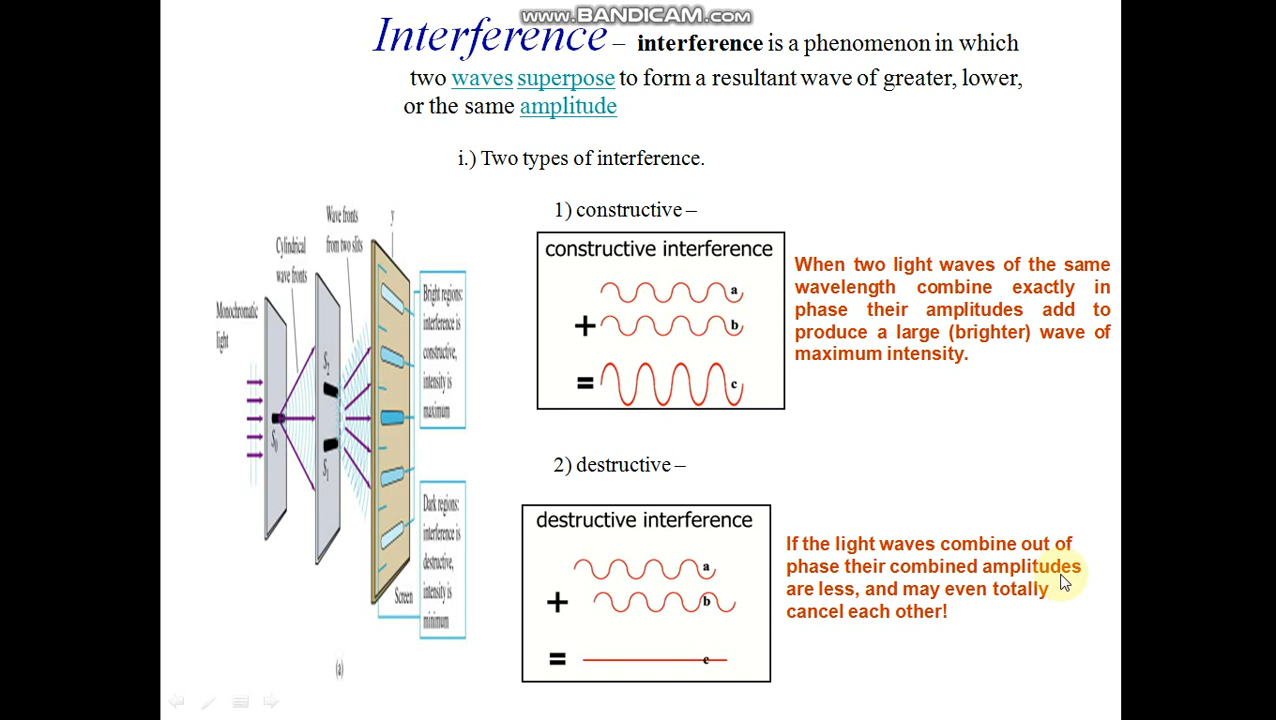 www.BANDICAM.com
Interference – interference is a phenomenon in which
two waves superpose to form a resultant wave of greater, lower,
or the same amplitude
i.) Two types of interference.
1) constructive –
constructive interference
a
+
b
=
c
When two light waves of the same
wavelength combine exactly in
phase their amplitudes add to
produce a large (brighter) wave of
maximum intensity.
2) destructive –
destructive interference
a
+
b
=
c
If the light waves combine out of
phase their combined amplitudes
are less, and may even totally
cancel each other!
Monochromatic
light
Cylindrical
wave fronts
Wave fronts
from two slits
y
S0
S2
S1
Screen
Bright regions:
interference is
constructive,
intensity is
maximum
Dark regions:
interference is
destructive,
intensity is
minimum
(a)